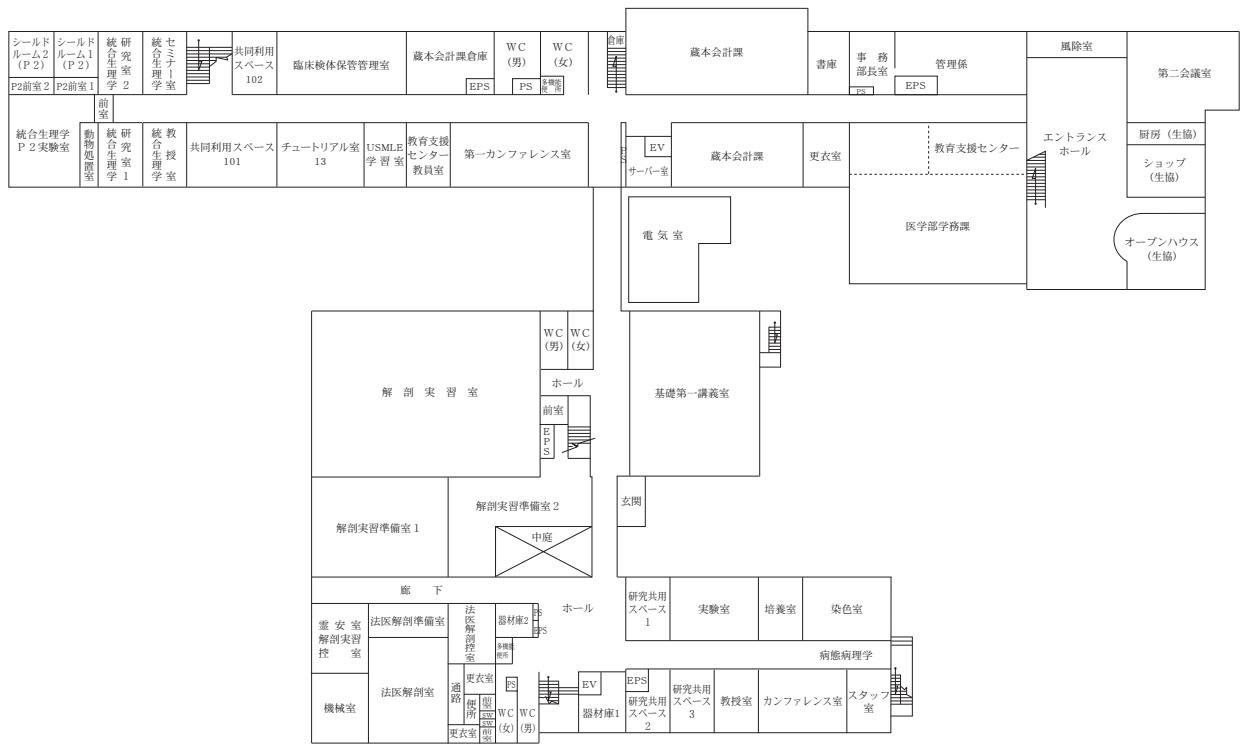 シールド
ルーム2
（P２）
シールド
ルーム1
（P２）
統合生理学
研究室２
統合生理学
セミナー室
共同利用
スペース
102
臨床検体保管管理室
蔵本会計課倉庫
EPS
WC
(男)
PS
WC
(女)
多機能
便所
倉庫
蔵本会計課
書庫
事務
部長室
PS
管理係
EPS
風除室
第二会議室
P2前室２
P2前室１
前室
統合生理学
Ｐ２実験室
動物処置室
統合生理学
研究室１
統合生理学
教授室
共同利用スペース
101
チュートリアル室
13
USMLE
学習室
教育支援
センター
教員室
第一カンファレンス室
PS
EV
サーバー室
蔵本会計課
更衣室
教育支援センター
医学部学務課
エントランス
ホール
厨房（生協）
ショップ
（生協）
オープンハウス
（生協）
電気室
解剖実習室
WC
(男)
WC
(女)
ホール
前室
EPS
基礎第一講義室
解剖実習準備室１
解剖実習準備室２
中庭
玄関
廊下
ホール
霊安室
解剖実習
控室
法医解剖準備室
法医解剖控室
器材庫2
PS
EPS
多機能
便所
研究共用
スペース
1
実験室
培養室
染色室
病態病理学
機械室
法医解剖室
通路
更衣室
便所
前室
SW
SW
前室
更衣室
PS
WC
(女)
WC
(男)
EV
器材庫1
EPS
研究共用
スペース
2
研究共用
スペース
3
教授室
カンファレンス室
スタッフ
室